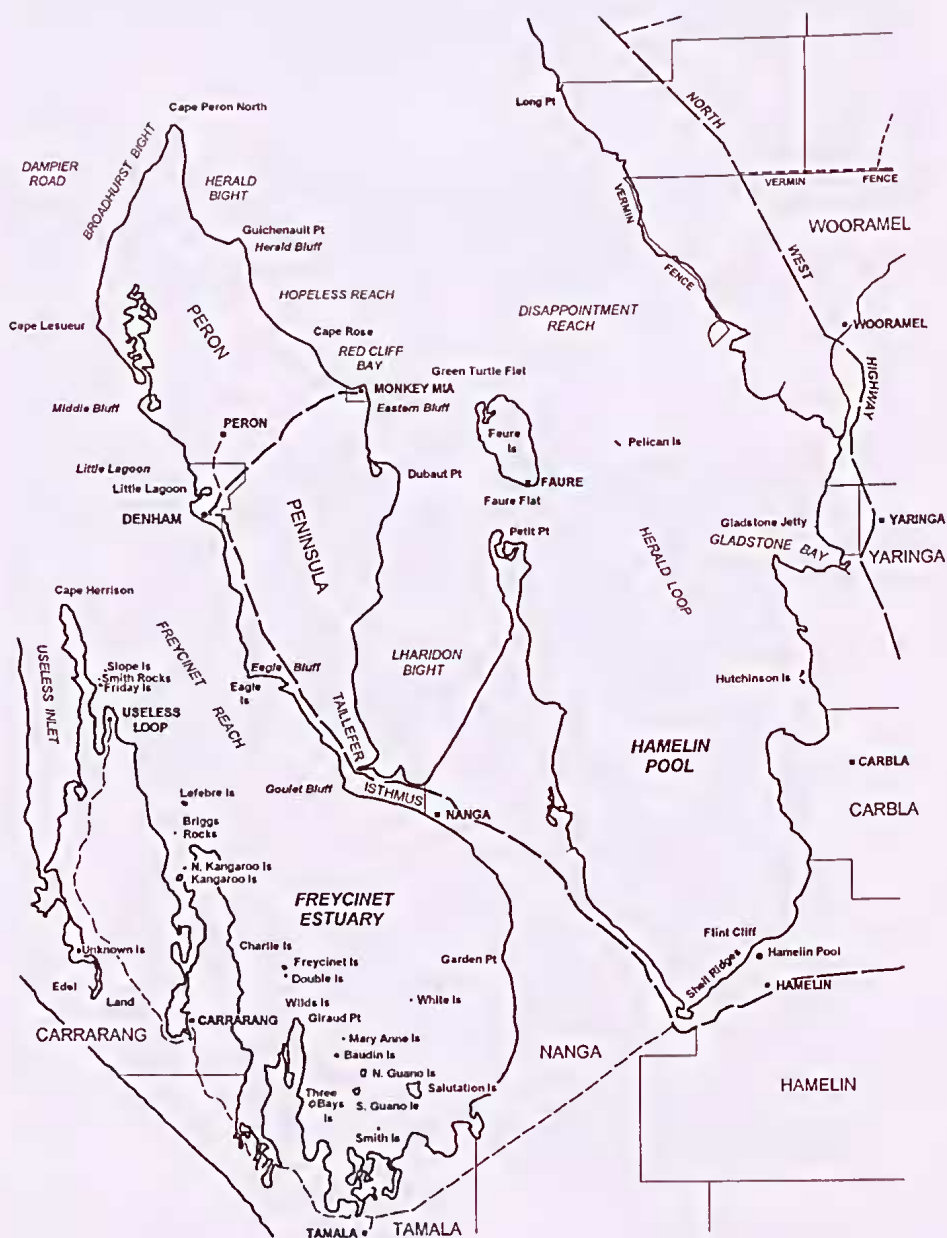 Cape Peron North
Long Pt
NORTH
DAMPIER
ROAD
BROADHURST BIGHT
HERALD
BIGHT
VERMIN
FENCE
VERMIN
FENCE
WOORAMEL
Guichenault Pt
Herald Bluff
WEST
HOPELESS REACH
DISAPPOINTMENT
REACH
Cape Lesueur
PERON
Cape Rose
WOORAMEL
RED CLIFF
BAY
HIGHWAY
Green Turtle Flet
MONKEY MIA
Eastern Bluff
Middle Bluff
PERON
Feure
Is
Pelican Is
Little Lagoon
Dubaut Pt
FAURE
Little Lagoon
Faure Flat
DENHAM
PENINSULA
Petit Pt
Gladstone Jetty
GLADSTONE BAY
YARINGA
YARINGA
HERALD LOOP
Cape Herrison
FREYCINET
REACH
LHARIDON
BIGHT
USELESS INLET
Slope Is
Smith Rocks
Friday Is
Eagle Bluff
Eagle
Is
Hutchinson Is
USELESS
LOOP
TAILLEFER
ISTHMUS
HAMELIN
POOL
CARBLA
CARBLA
Goulet Bluff
Lefebre Is
NANGA
Briggs
Rocks
N. Kangaroo Is
Kangaroo Is
FREYCINET
ESTUARY
Flint Cliff
Unknown Is
Charlie Is
Freycinet Is
Double Is
Garden Pt
Shell Ridges
Hamelin Pool
HAMELIN
Edel
Land
Wilds Is
Giraud Pt
White Is
CARRARANG
CARRARANG
Mary Anne Is
Baudin Is
NANGA
N. Guano Is
HAMELIN
Three
Bays
Is
S. Guano Ie
Salutation Is
Smith Is
TAMALA
TAMALA